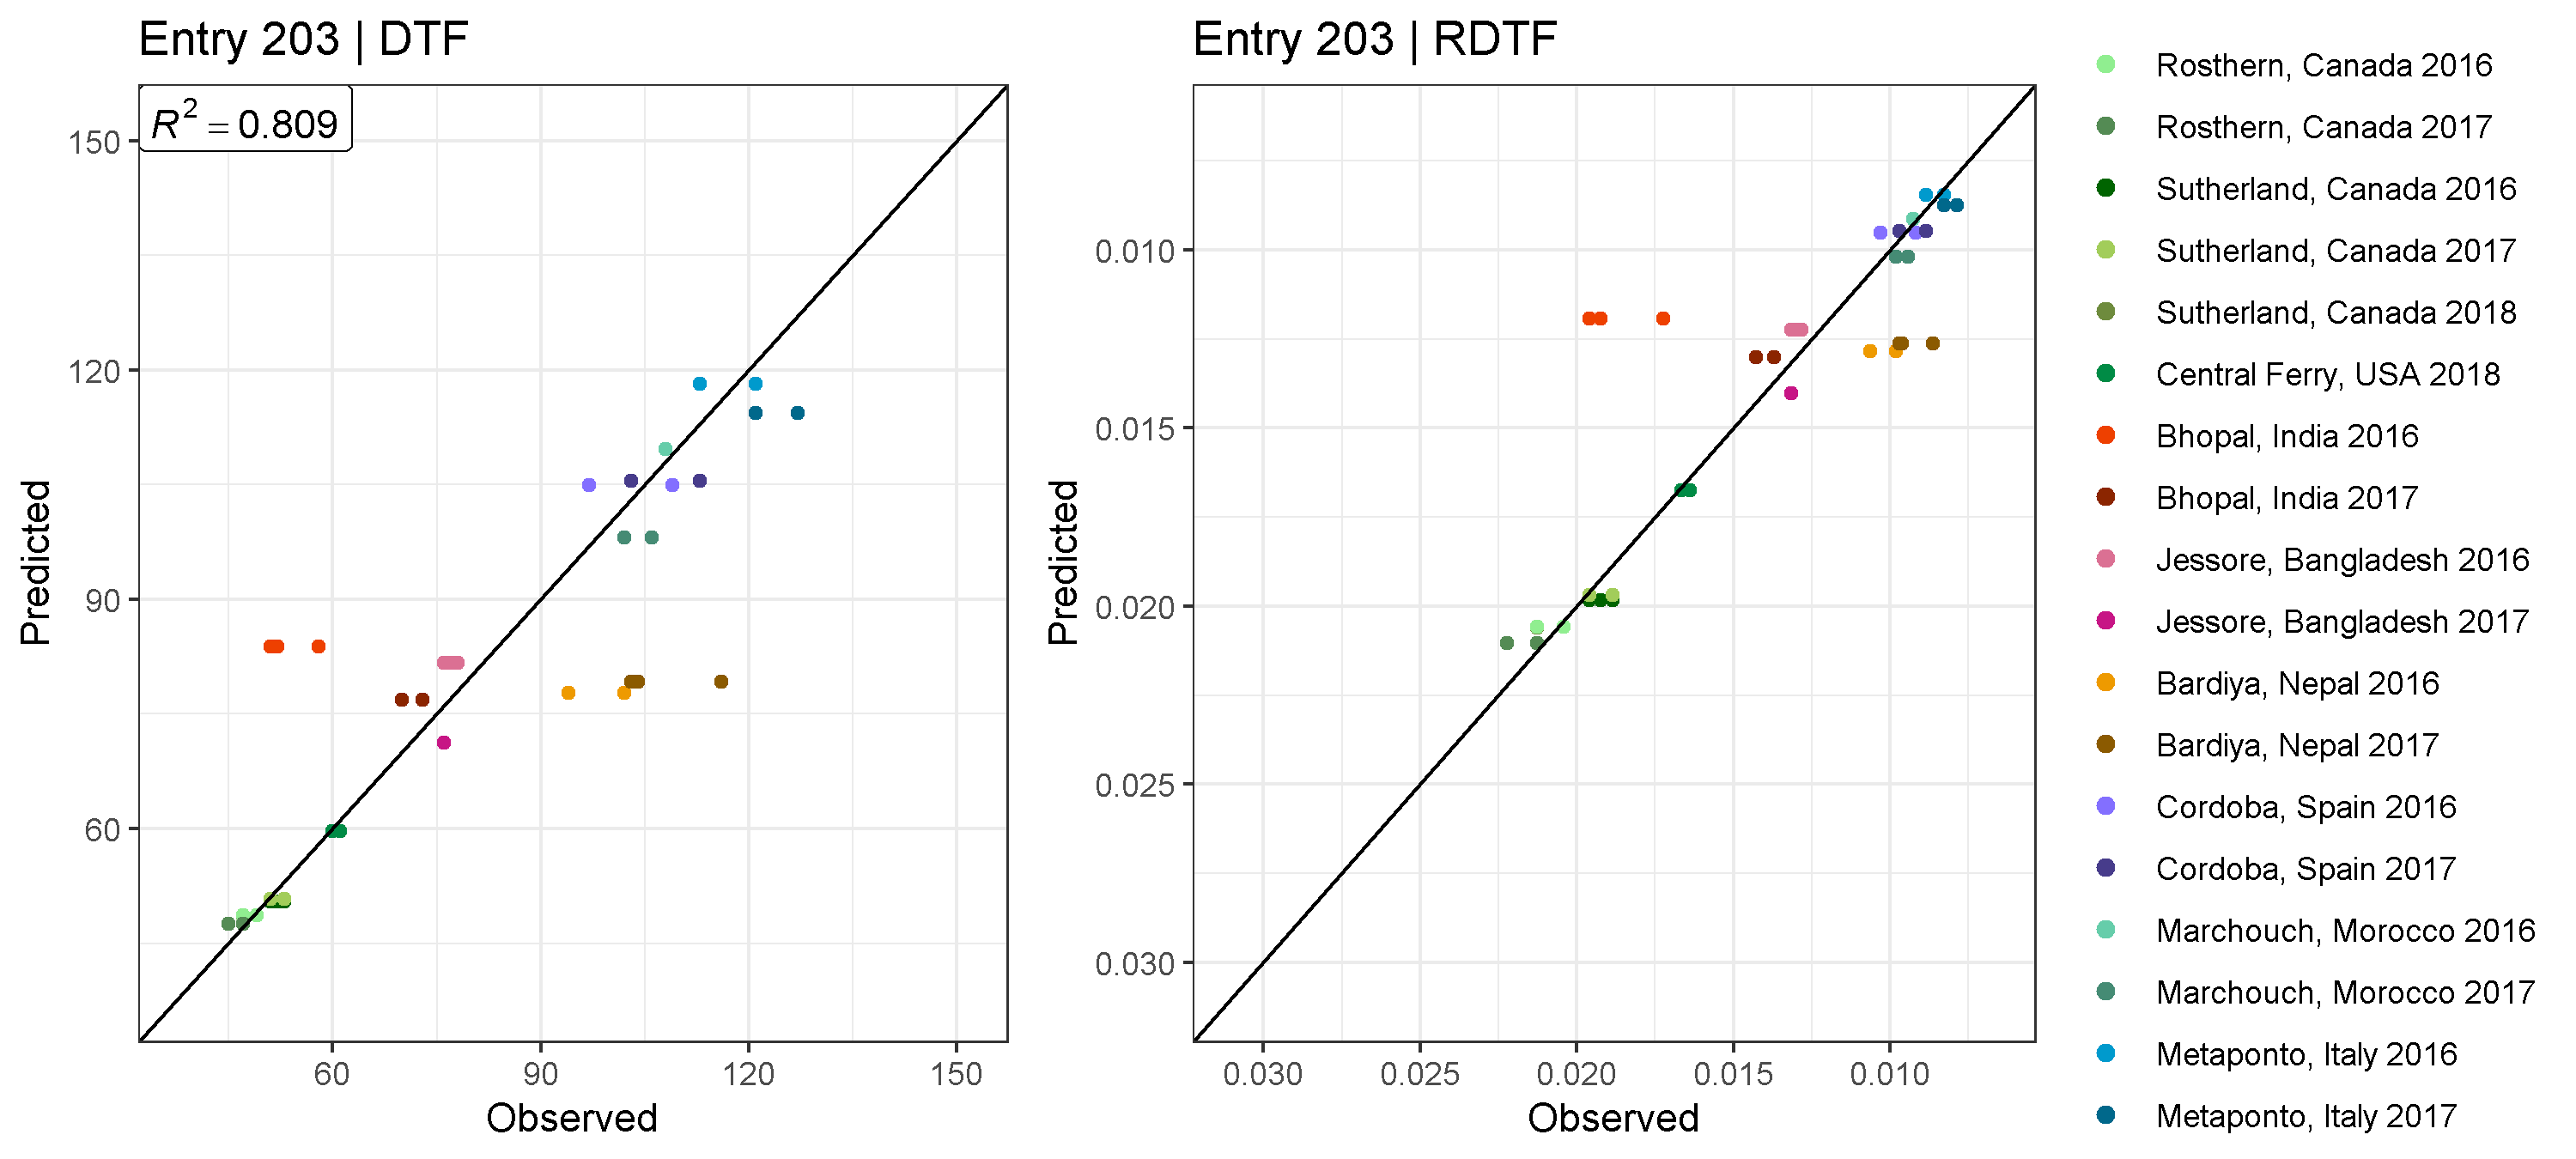 Entry 203 | DTF
R² = 0.809
150
120
90
60
Predicted
60 90 120 150
Observed
Entry 203 | RDTF
0.010
0.015
0.020
0.025
0.030
Predicted
0.030 0.025 0.020 0.015 0.010
Observed
Rosthern, Canada 2016
Rosthern, Canada 2017
Sutherland, Canada 2016
Sutherland, Canada 2017
Sutherland, Canada 2018
Central Ferry, USA 2018
Bhopal, India 2016
Bhopal, India 2017
Jessore, Bangladesh 2016
Jessore, Bangladesh 2017
Bardiya, Nepal 2016
Bardiya, Nepal 2017
Cordoba, Spain 2016
Cordoba, Spain 2017
Marchouch, Morocco 2016
Marchouch, Morocco 2017
Metaponto, Italy 2016
Metaponto, Italy 2017